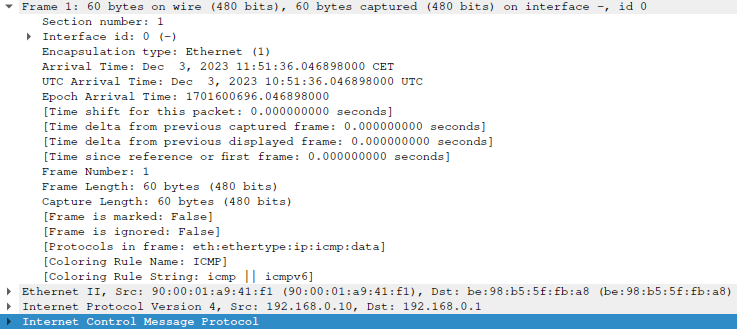 Frame 1: 60 bytes on wire (480 bits), 60 bytes captured (480 bits) on interface -, id 0
Section number: 1
Interface id: 0 (-)
Encapsulation type: Ethernet (1)
Arrival Time: Dec  3, 2023 11:51:36.046898000 CET
UTC Arrival Time: Dec  3, 2023 10:51:36.046898000 UTC
Epoch Arrival Time: 1701600696.046898000
[Time shift for this packet: 0.000000000 seconds]
[Time delta from previous captured frame: 0.000000000 seconds]
[Time delta from previous displayed frame: 0.000000000 seconds]
[Time since reference or first frame: 0.000000000 seconds]
Frame Number: 1
Frame Length: 60 bytes (480 bits)
Capture Length: 60 bytes (480 bits)
[Frame is marked: False]
[Frame is ignored: False]
[Protocols in frame: eth:ethertype:ip:icmp:data]
[Coloring Rule Name: ICMP]
[Coloring Rule String: icmp || icmpv6]
Ethernet II, Src: 90:00:01:a9:41:f1 (90:00:01:a9:41:f1), Dst: be:98:b5:5f:fb:a8 (be:98:b5:5f:fb:a8)
Internet Protocol Version 4, Src: 192.168.0.10, Dst: 192.168.0.1
Internet Control Message Protocol